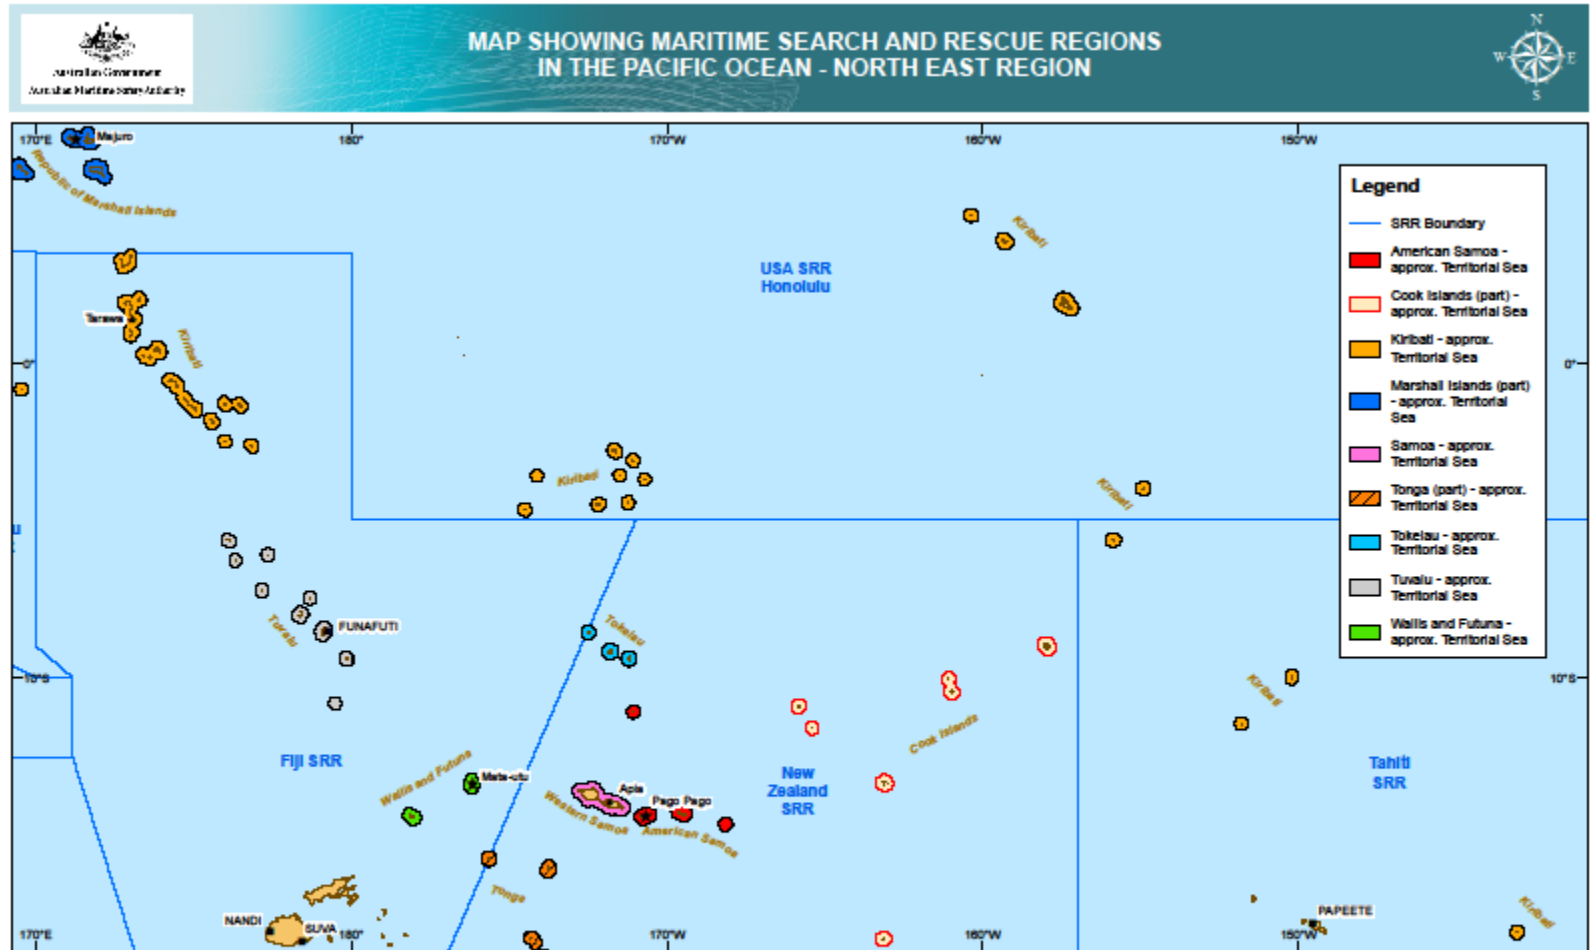 Australian Government
Australian Maritime Safety Authority
MAP SHOWING MARITIME SEARCH AND RESCUE REGIONS
IN THE PACIFIC OCEAN - NORTH EAST REGION
N
W
E
S
170°E
180°
170°W
160°W
150°W
Majuro
Republic of Marshall Islands
Legend
SRR Boundary
American Samoa -
approx. Territorial Sea
Cook Islands (part) -
approx. Territorial Sea
Kiribati - approx.
Territorial Sea
Marshall Islands (part)
- approx. Territorial
Sea
Samoa - approx.
Territorial Sea
Tonga (part) - approx.
Territorial Sea
Tokelau - approx.
Territorial Sea
Tuvalu - approx.
Territorial Sea
Wallis and Futuna -
approx. Territorial Sea
Kiribati
USA SRR
Honolulu
Tarawa
Kiribati
0°
0°
Kiribati
Kiribati
FUNAFUTI
Tuvalu
Tokelau
10°S
10°S
Kiribati
Cook Islands
Fiji SRR
Wallis and Futuna
Mata-utu
New
Zealand
SRR
Tahiti
SRR
Apia
Pago Pago
Western Samoa
American Samoa
Tonga
NANDI
SUVA
PAPEETE
Kiribati
170°E
180°
170°W
160°W
150°W